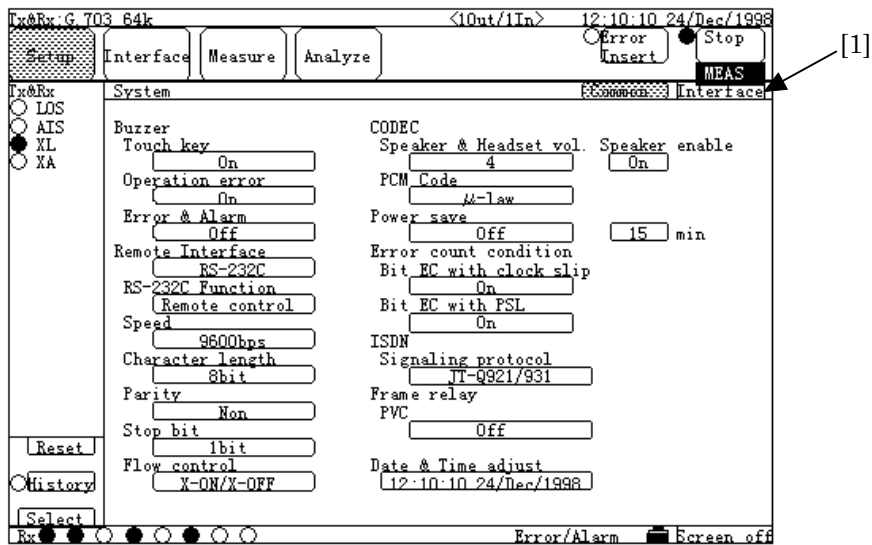 Tx&Rx:G.703 64k <1Out/1In> 12:10:10 24/Dec/1998
Setup Interface Measure Analyze Error Insert Stop
MEAS
[1]
Tx&Rx
LOS
AIS
XL
XA
Reset
History
Select
System Common Interface
Buzzer
Touch key
On
Operation error
On
Error & Alarm
Off
Remote Interface
RS-232C
RS-232C Function
Remote control
Speed
9600bps
Character length
8bit
Parity
Non
Stop bit
1bit
Flow control
X-ON/X-OFF
CODEC
Speaker & Headset vol. Speaker enable
4 On
PCM Code
μ-law
Power save
Off 15 min
Error count condition
Bit EC with clock slip
On
Bit EC with PSL
On
ISDN
Signaling protocol
JT-Q921/931
Frame relay
PVC
Off
Date & Time adjust
12:10:10 24/Dec/1998
Rx Error/Alarm Screen off